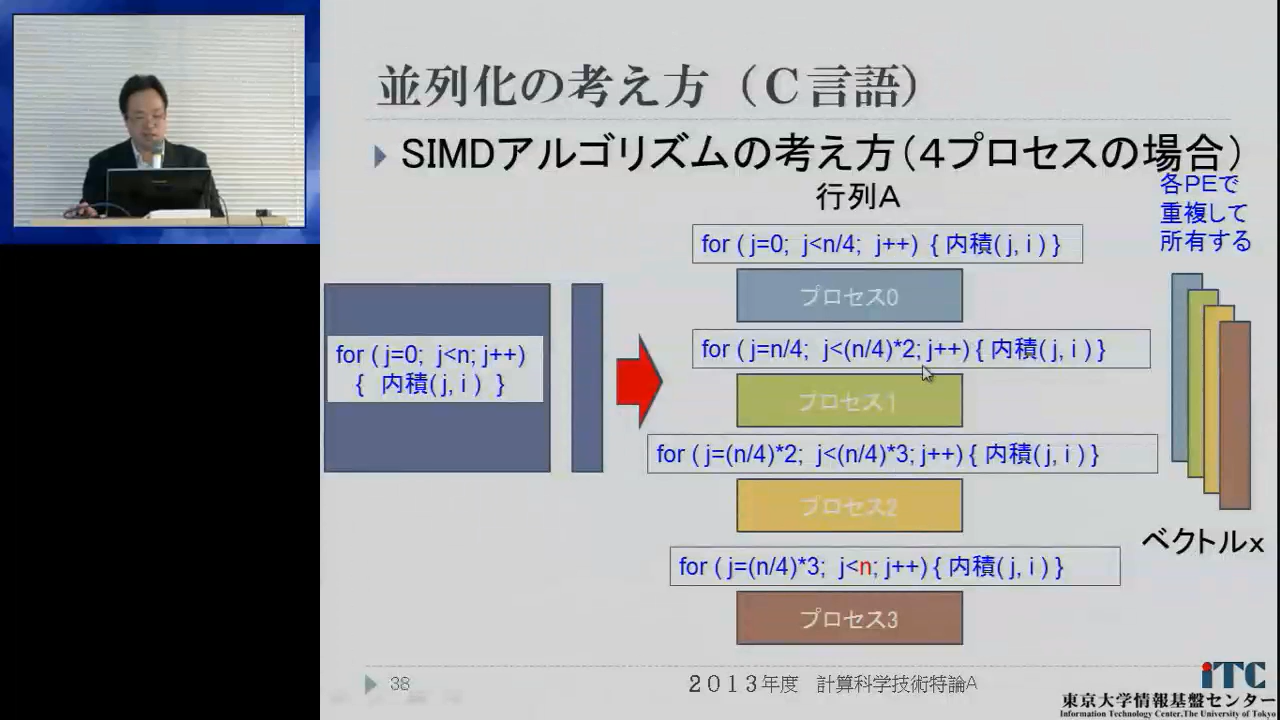 並列化の考え方（C言語）
SIMDアルゴリズムの考え方（4プロセスの場合）
行列A
各PEで
重複して
所有する
for ( j=0; j<n/4; j++) { 内積( j, i ) }
プロセス0
for ( j=0; j<n; j++)
{ 内積( j, i ) }
for ( j=n/4; j<(n/4)*2; j++) { 内積( j, i ) }
プロセス1
for ( j=(n/4)*2; j<(n/4)*3; j++) { 内積( j, i ) }
プロセス2
ベクトルx
for ( j=(n/4)*3; j<n; j++) { 内積( j, i ) }
プロセス3
38
２０１３年度 計算科学技術特論A
iTC
東京大学情報基盤センター
Information Technology Center, The University of Tokyo